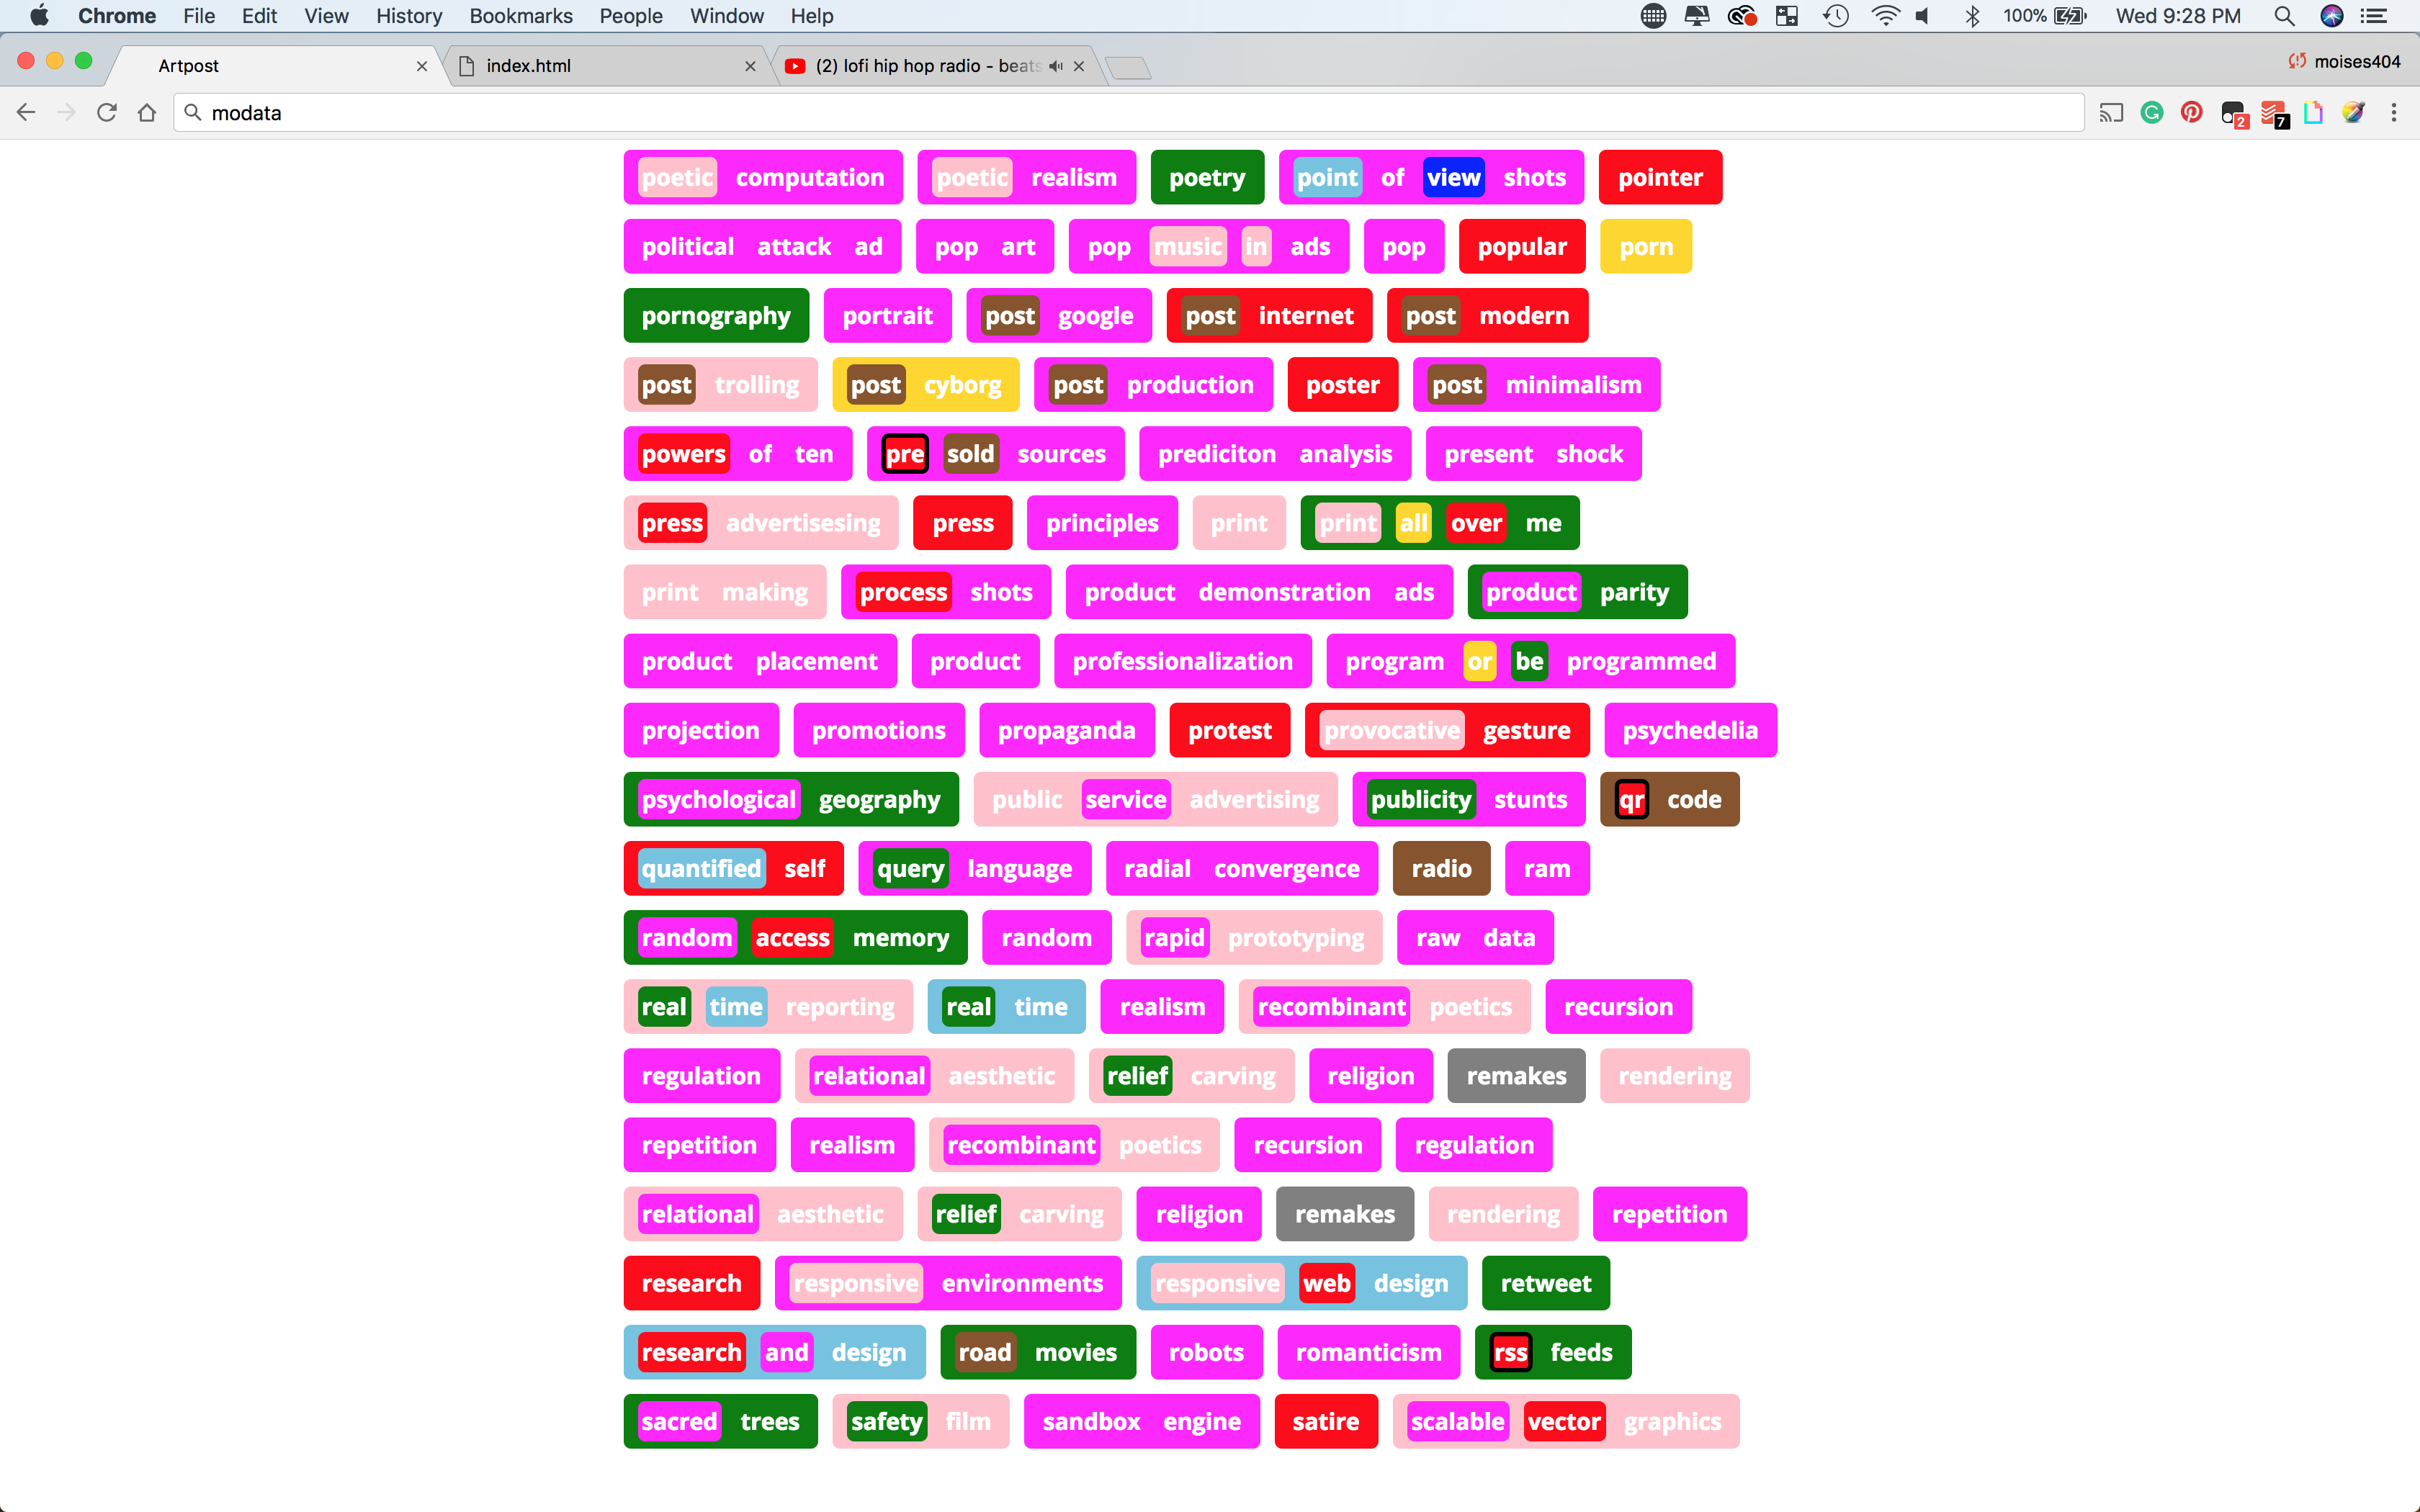 Chrome File Edit View History Bookmarks People Window Help 100% Wed 9:28 PM
Artpost index.html (2) lofi hip hop radio - beats moises404
modata 2 7
poetic computation poetic realism poetry point of view shots pointer
political attack ad pop art pop music in ads pop popular porn
pornography portrait post google post internet post modern
post trolling post cyborg post production poster post minimalism
powers of ten pre sold sources prediciton analysis present shock
press advertisesing press principles print print all over me
print making process shots product demonstration ads product parity
product placement product professionalization program or be programmed
projection promotions propaganda protest provocative gesture psychedelia
psychological geography public service advertising publicity stunts qr code
quantified self query language radial convergence radio ram
random access memory random rapid prototyping raw data
real time reporting real time realism recombinant poetics recursion
regulation relational aesthetic relief carving religion remakes rendering
repetition realism recombinant poetics recursion regulation
relational aesthetic relief carving religion remakes rendering repetition
research responsive environments responsive web design retweet
research and design road movies robots romanticism rss feeds
sacred trees safety film sandbox engine satire scalable vector graphics